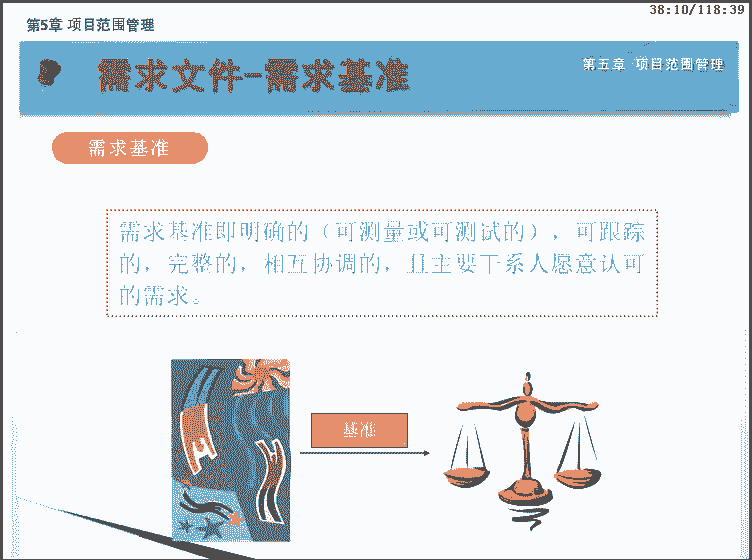 38:10/118:39
第5章 项目范围管理
需求文件-需求基准
第五章 项目范围管理
需求基准
需求基准即明确的（可测量或可测试的），可跟踪
的，完整的，相互协调的，且主要干系人愿意认可
的需求。
基准